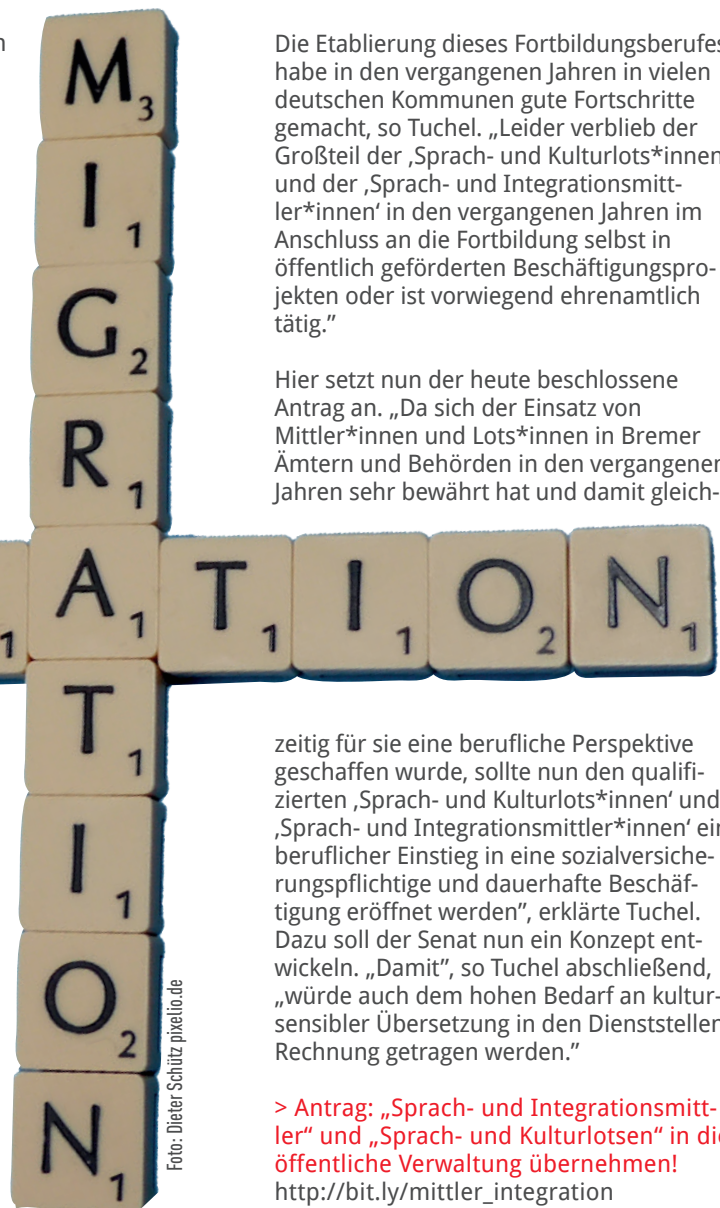 Die Etablierung dieses Fortbildungsberufes
habe in den vergangenen Jahren in vielen
deutschen Kommunen gute Fortschritte
gemacht, so Tuchel. „Leider verblieb der
Großteil der ‚Sprach- und Kulturlots*innen
und der ‚Sprach- und Integrationsmitt-
ler*innen‘ in den vergangenen Jahren im
Anschluss an die Fortbildung selbst in
öffentlich geförderten Beschäftigungspro-
jekten oder ist vorwiegend ehrenamtlich
tätig.”
Hier setzt nun der heute beschlossene
Antrag an. „Da sich der Einsatz von
Mittler*innen und Lots*innen in Bremer
Ämtern und Behörden in den vergangenen
Jahren sehr bewährt hat und damit gleich-
M3
I1
G2
R1
1 A1 T1 I1 O2 N1
T1
I1
O2
N1
Foto: Dieter Schütz pixelio.de
zeitig für sie eine berufliche Perspektive
geschaffen wurde, sollte nun den qualifi-
zierten ‚Sprach- und Kulturlots*innen‘ und
‚Sprach- und Integrationsmittler*innen‘ ein
beruflicher Einstieg in eine sozialversiche-
rungspflichtige und dauerhafte Beschäf-
tigung eröffnet werden”, erklärte Tuchel.
Dazu soll der Senat nun ein Konzept ent-
wickeln. „Damit”, so Tuchel abschließend,
„würde auch dem hohen Bedarf an kultur-
sensibler Übersetzung in den Dienststellen
Rechnung getragen werden.”
> Antrag: „Sprach- und Integrationsmitt-
ler“ und „Sprach- und Kulturlotsen“ in die
öffentliche Verwaltung übernehmen!
http://bit.ly/mittler_integration